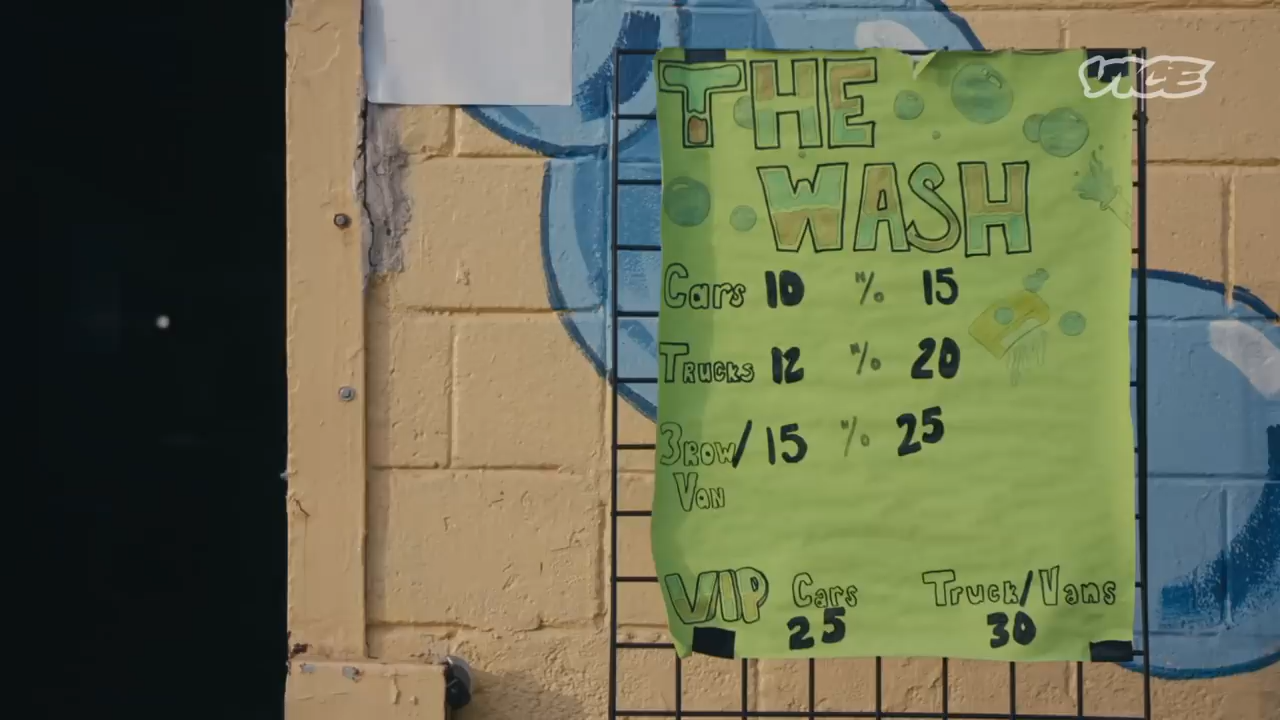 VICE
THE
WASH
Cars 10 W/O 15
Trucks 12 W/O 20
3row/ 15 W/O 25
Van
VIP Cars Truck/Vans
25 30